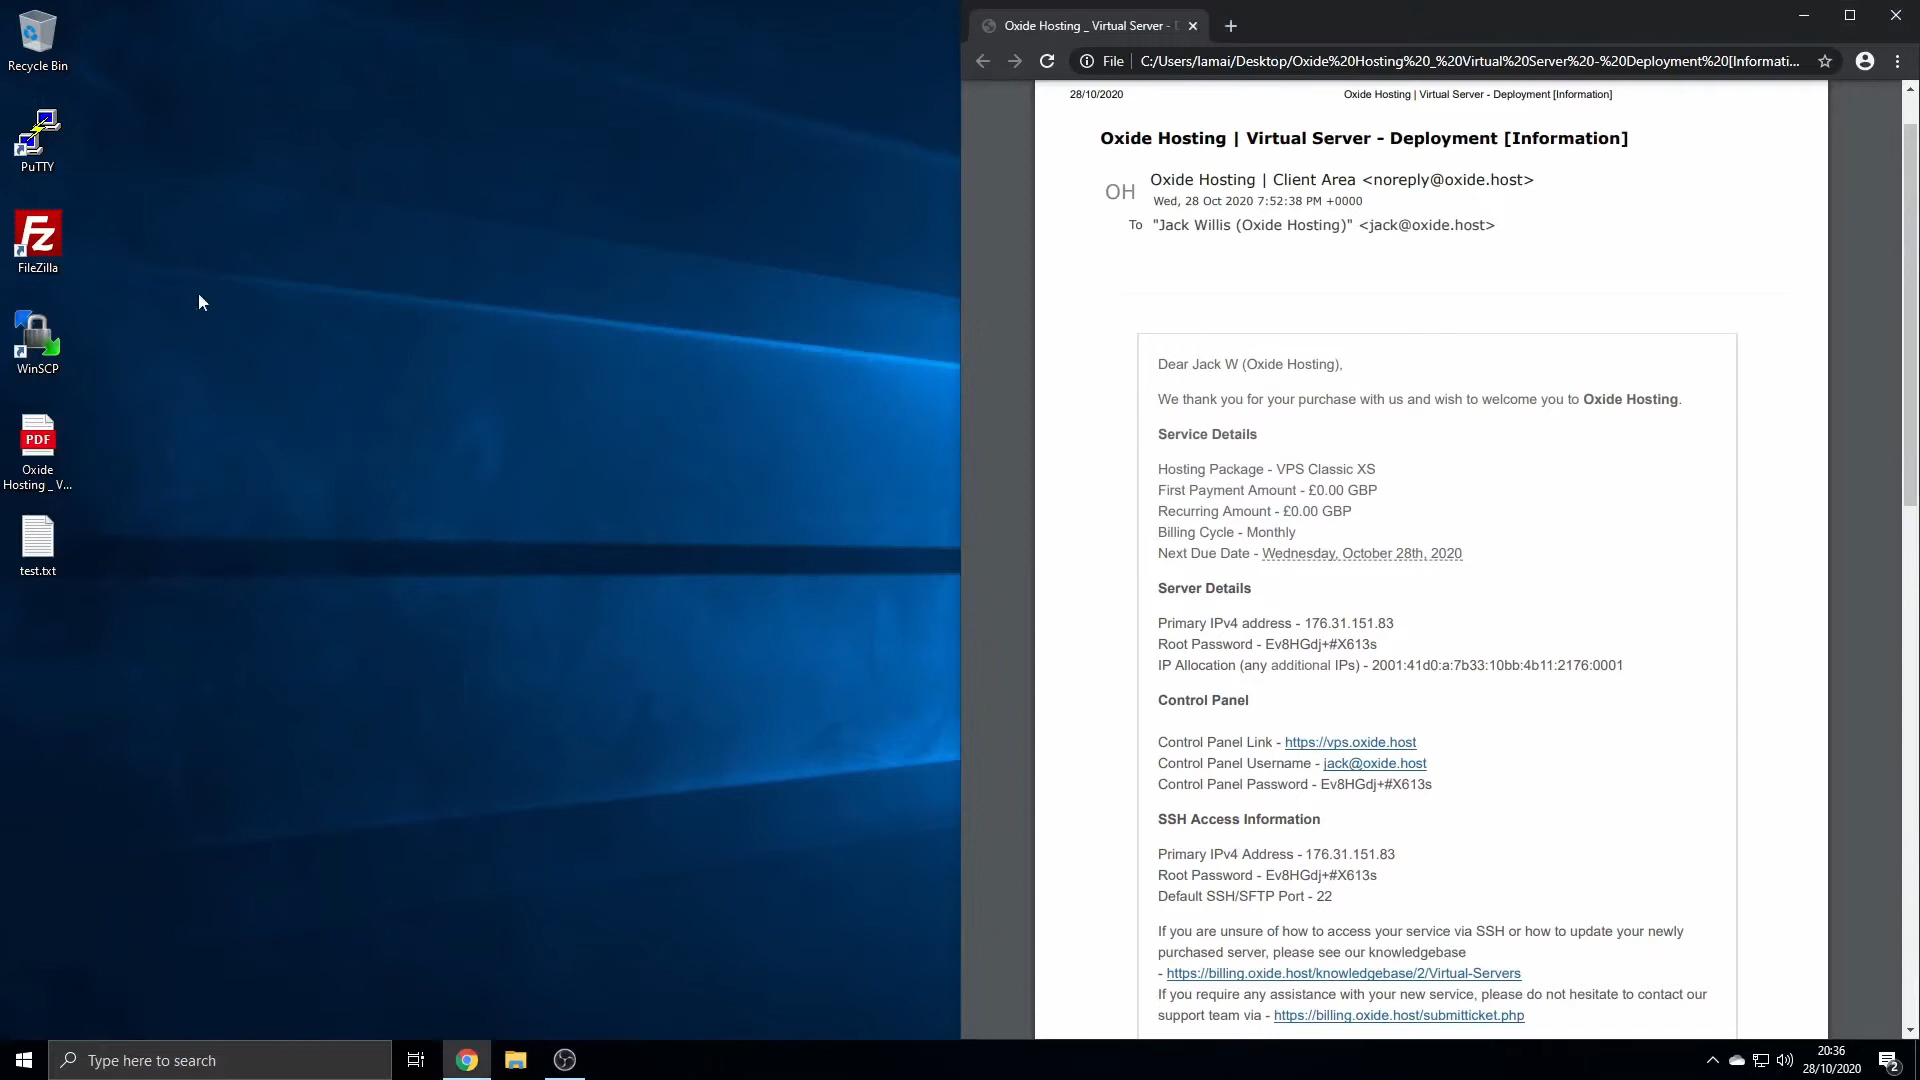 Recycle Bin
PuTTY
FileZilla
WinSCP
PDF
Oxide
Hosting _ V...
test.txt
Oxide Hosting _ Virtual Server -
File
C:/Users/Iamai/Desktop/Oxide%20Hosting%20_%20Virtual%20Server%20-%20Deployment%20[Informati...
28/10/2020
Oxide Hosting | Virtual Server - Deployment [Information]
Oxide Hosting | Virtual Server - Deployment [Information]
OH
Oxide Hosting | Client Area <noreply@oxide.host>
Wed, 28 Oct 2020 7:52:38 PM +0000
To "Jack Willis (Oxide Hosting)" <jack@oxide.host>
Dear Jack W (Oxide Hosting),
We thank you for your purchase with us and wish to welcome you to Oxide Hosting.
Service Details
Hosting Package - VPS Classic XS
First Payment Amount - £0.00 GBP
Recurring Amount - £0.00 GBP
Billing Cycle - Monthly
Next Due Date - Wednesday, October 28th, 2020
Server Details
Primary IPv4 address - 176.31.151.83
Root Password - Ev8HGdj+#X613s
IP Allocation (any additional IPs) - 2001:41d0:a:7b33:10bb:4b11:2176:0001
Control Panel
Control Panel Link - https://vps.oxide.host
Control Panel Username - jack@oxide.host
Control Panel Password - Ev8HGdj+#X613s
SSH Access Information
Primary IPv4 Address - 176.31.151.83
Root Password - Ev8HGdj+#X613s
Default SSH/SFTP Port - 22
If you are unsure of how to access your service via SSH or how to update your newly
purchased server, please see our knowledgebase
- https://billing.oxide.host/knowledgebase/2/Virtual-Servers
If you require any assistance with your new service, please do not hesitate to contact our
support team via - https://billing.oxide.host/submitticket.php
Type here to search
20:36
28/10/2020
2